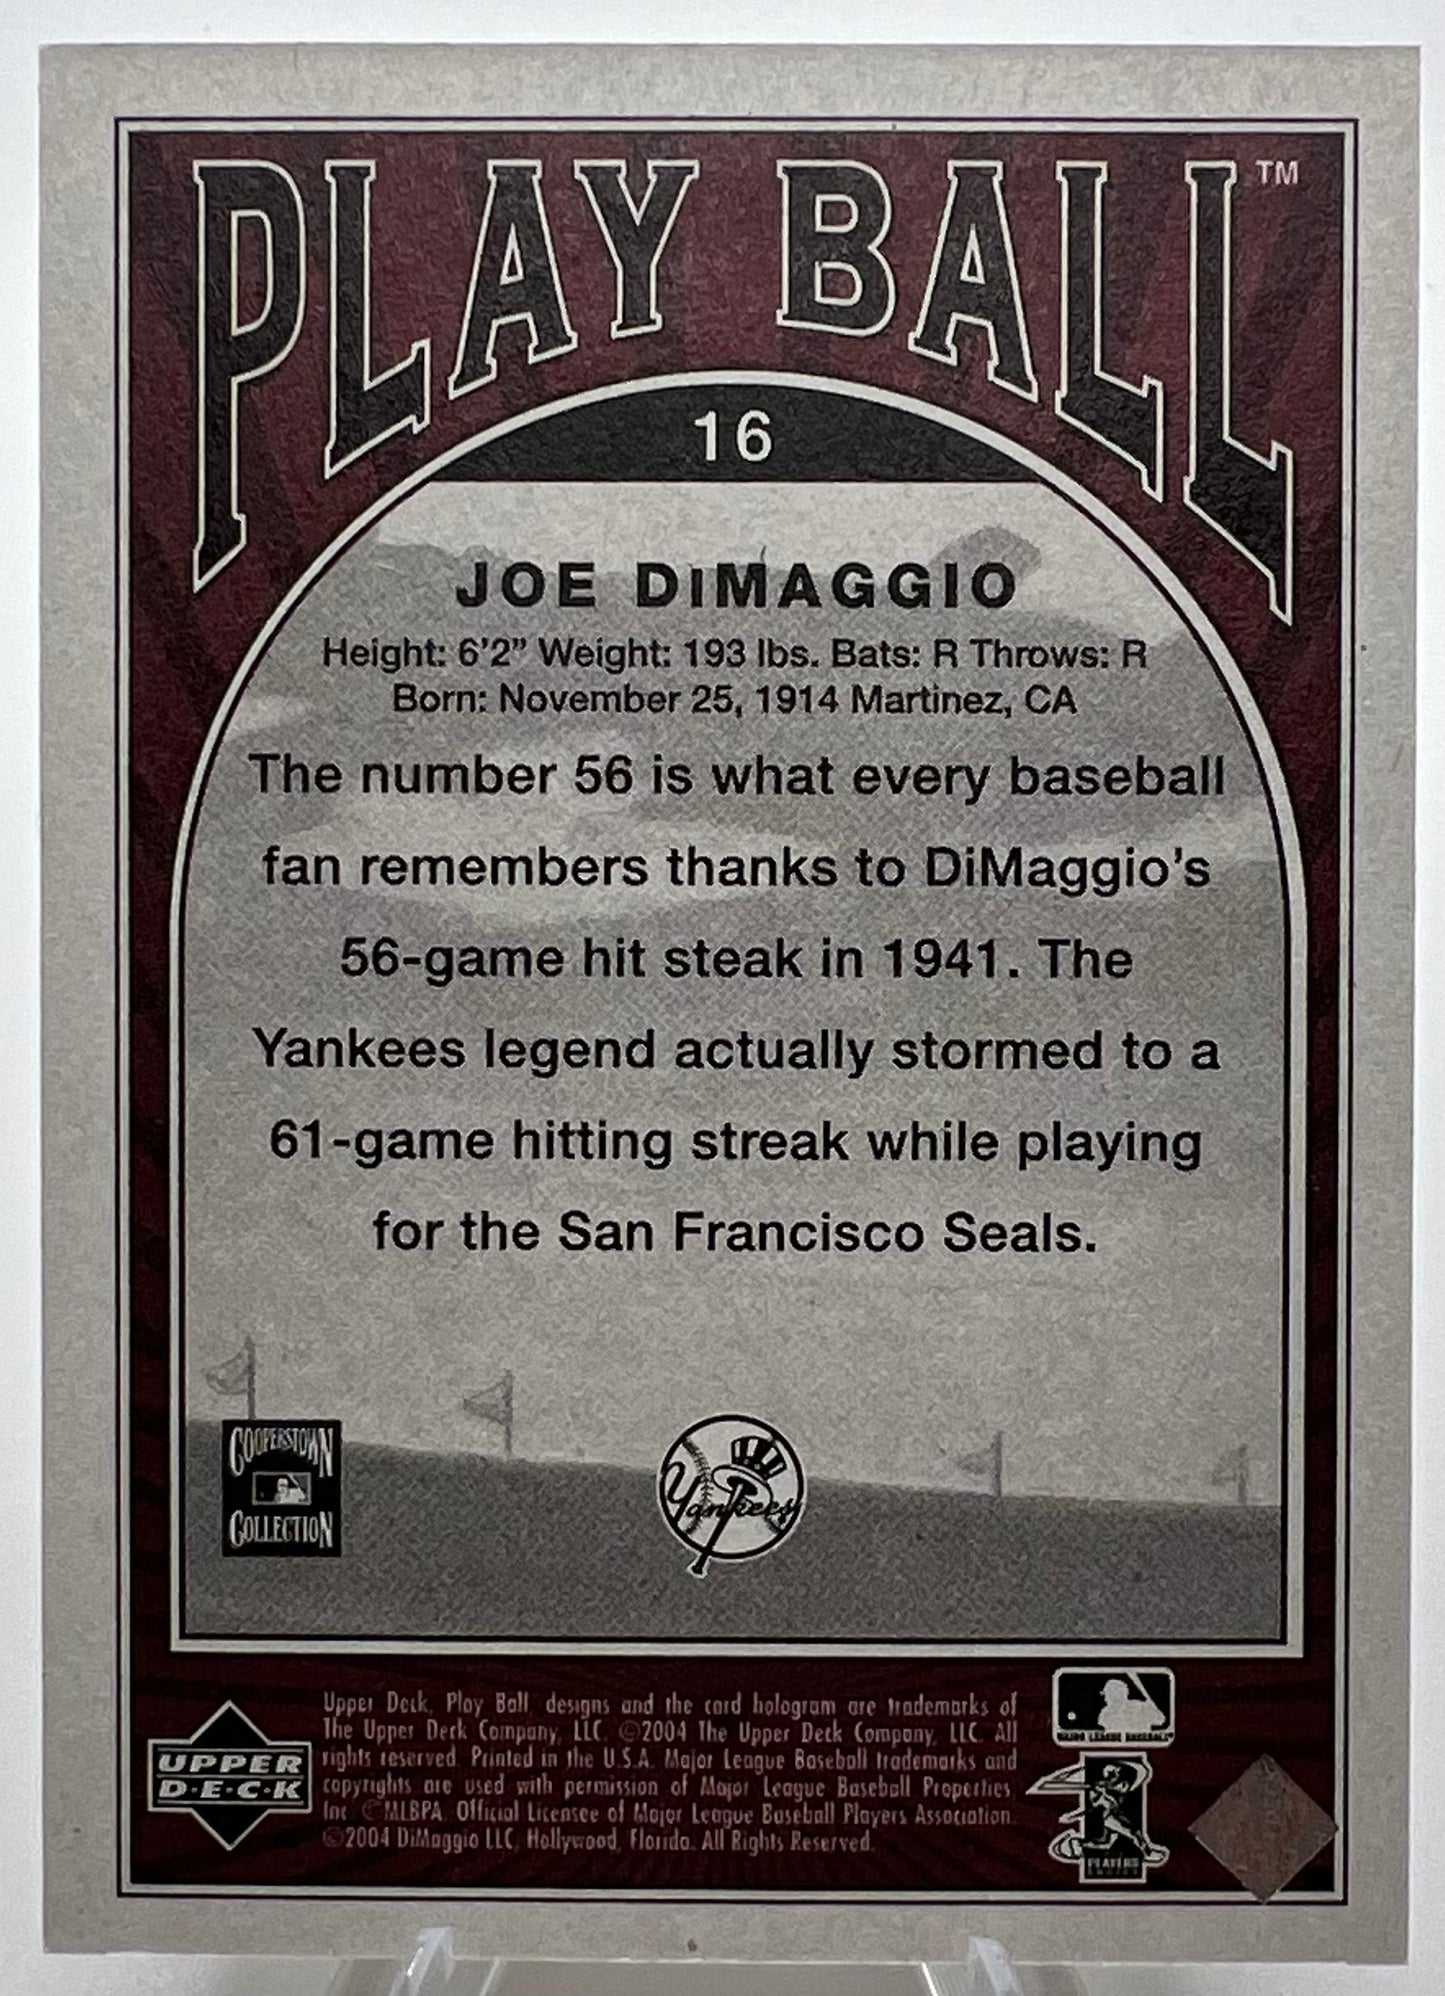 PLAY BALL ™
16
JOE DiMAGGIO
Height: 6'2” Weight: 193 lbs. Bats: R Throws: R
Born: November 25, 1914 Martinez, CA
The number 56 is what every baseball
fan remembers thanks to DiMaggio's
56-game hit steak in 1941. The
Yankees legend actually stormed to a
61-game hitting streak while playing
for the San Francisco Seals.
COOPERSTOWN
COLLECTION
Yankees
UPPER
D·E·C·K
Upper Deck, Play Ball, designs and the card hologram are trademarks of
The Upper Deck Company, LLC. ©2004 The Upper Deck Company, LLC. All
rights reserved. Printed in the U.S.A. Major League Baseball trademarks and
copyrights are used with permission of Major League Baseball Properties,
Inc. ©MLBPA. Official Licensee of Major League Baseball Players Association.
©2004 DiMaggio LLC, Hollywood, Florida. All Rights Reserved.
MAJOR LEAGUE BASEBALL
PLAYERS
CHOICE